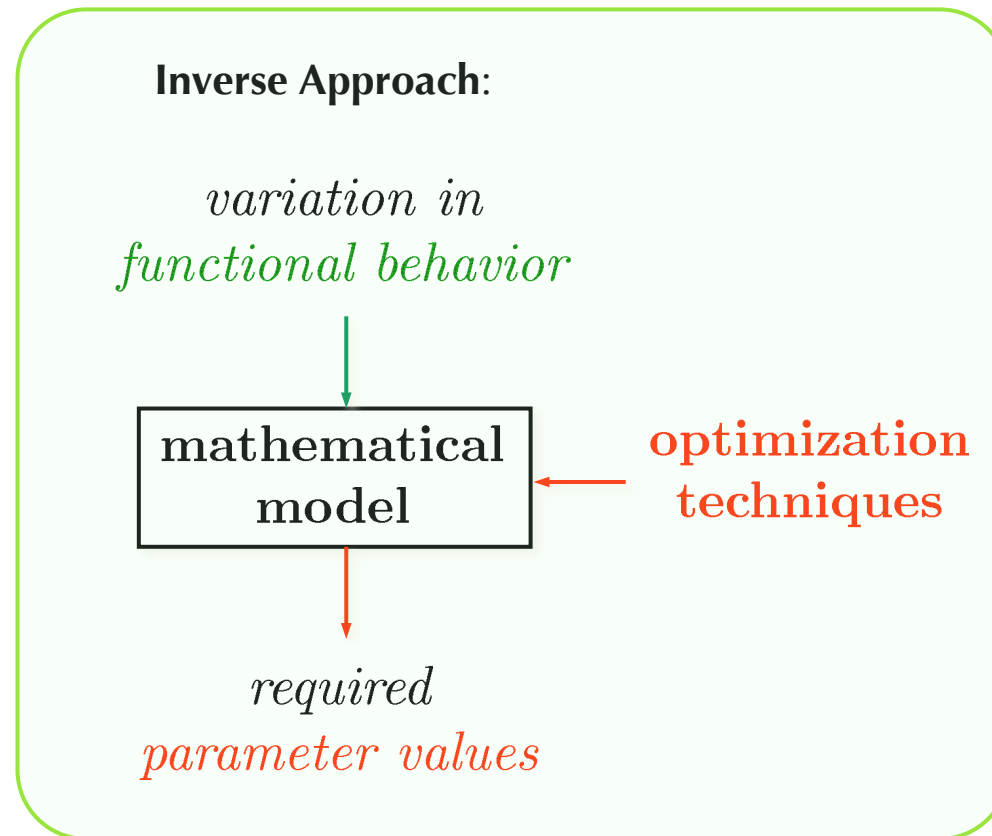 Inverse Approach:
variation in
functional behavior
mathematical
model
optimization
techniques
required
parameter values